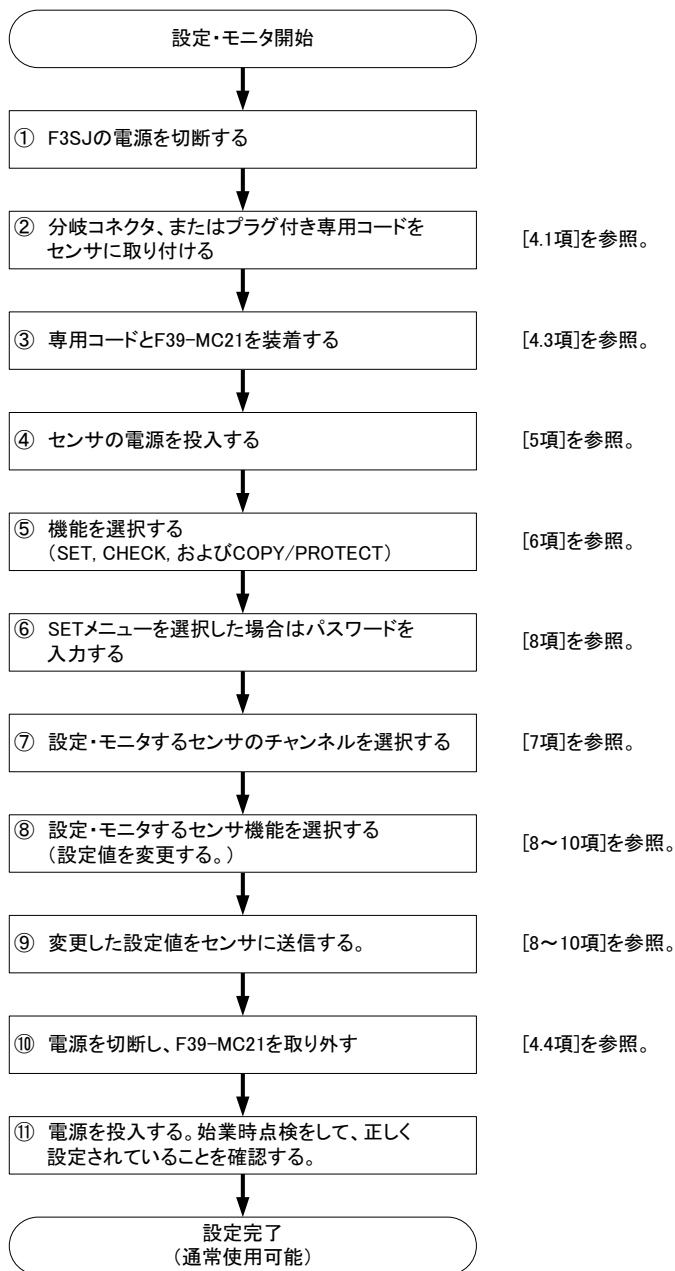 設定・モニタ開始
① F3SJの電源を切断する
② 分岐コネクタ、またはプラグ付き専用コードを
センサに取り付ける
[4.1項]を参照。
③ 専用コードとF39-MC21を装着する
[4.3項]を参照。
④ センサの電源を投入する
[5項]を参照。
⑤ 機能を選択する
(SET, CHECK, およびCOPY/PROTECT)
[6項]を参照。
⑥ SETメニューを選択した場合はパスワードを
入力する
[8項]を参照。
⑦ 設定・モニタするセンサのチャンネルを選択する
[7項]を参照。
⑧ 設定・モニタするセンサ機能を選択する
(設定値を変更する。)
[8～10項]を参照。
⑨ 変更した設定値をセンサに送信する。
[8～10項]を参照。
⑩ 電源を切断し、F39-MC21を取り外す
[4.4項]を参照。
⑪ 電源を投入する。始業時点検をして、正しく
設定されていることを確認する。
設定完了
(通常使用可能)